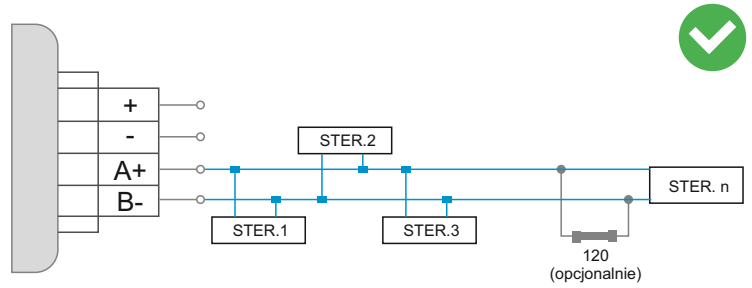 +
-
A+
B-
STER.2
STER.1
STER.3
STER. n
120
(opcjonalnie)